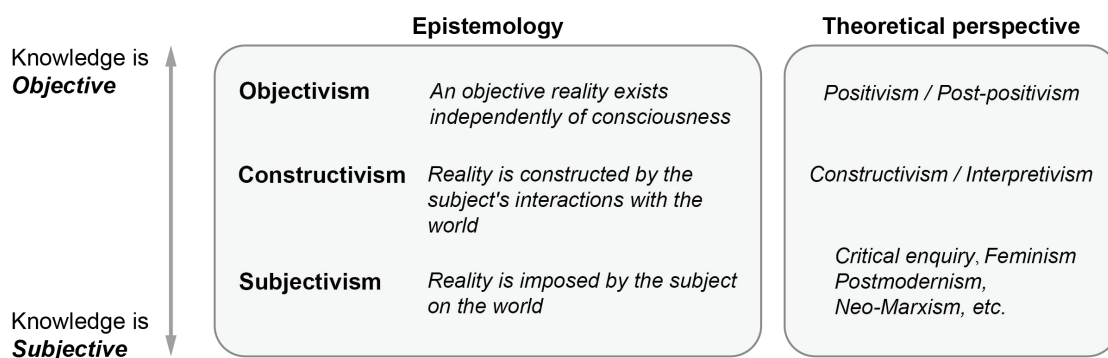 Epistemology
Theoretical perspective
Knowledge is
Objective
Objectivism
An objective reality exists
independently of consciousness
Positivism / Post-positivism
Constructivism
Reality is constructed by the
subject's interactions with the
world
Constructivism / Interpretivism
Subjectivism
Reality is imposed by the subject
on the world
Critical enquiry, Feminism
Postmodernism,
Neo-Marxism, etc.
Knowledge is
Subjective